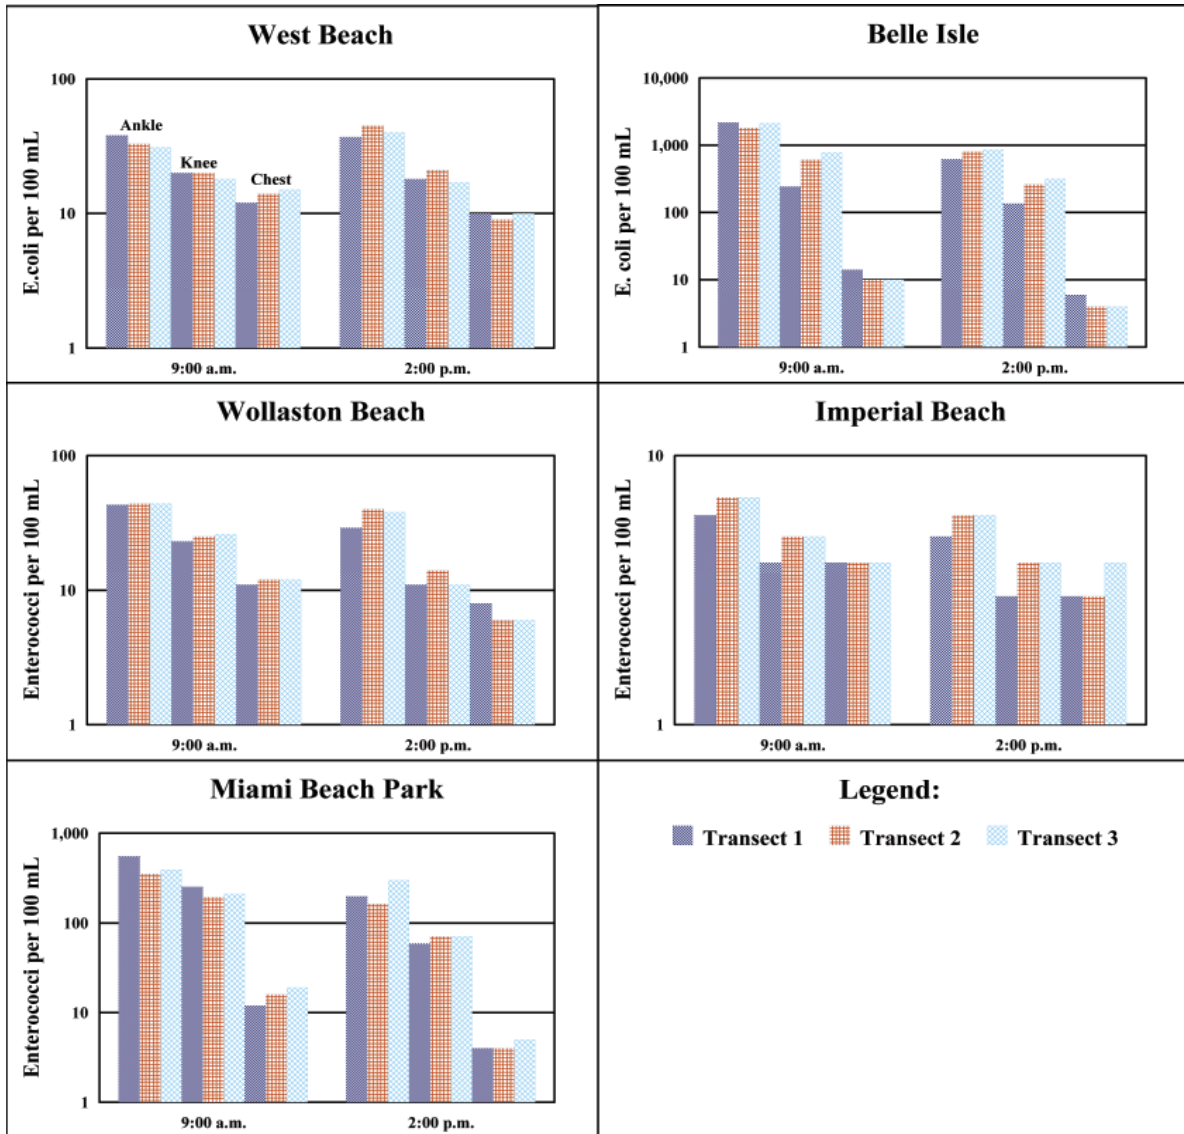 West Beach
E.coli per 100 mL
100
10
1
Ankle
Knee
Chest
9:00 a.m.
2:00 p.m.
Belle Isle
E. coli per 100 mL
10,000
1,000
100
10
1
9:00 a.m.
2:00 p.m.
Wollaston Beach
Enterococci per 100 mL
100
10
1
9:00 a.m.
2:00 p.m.
Imperial Beach
Enterococci per 100 mL
10
1
9:00 a.m.
2:00 p.m.
Miami Beach Park
Enterococci per 100 mL
1,000
100
10
1
9:00 a.m.
2:00 p.m.
Legend:
Transect 1 Transect 2 Transect 3